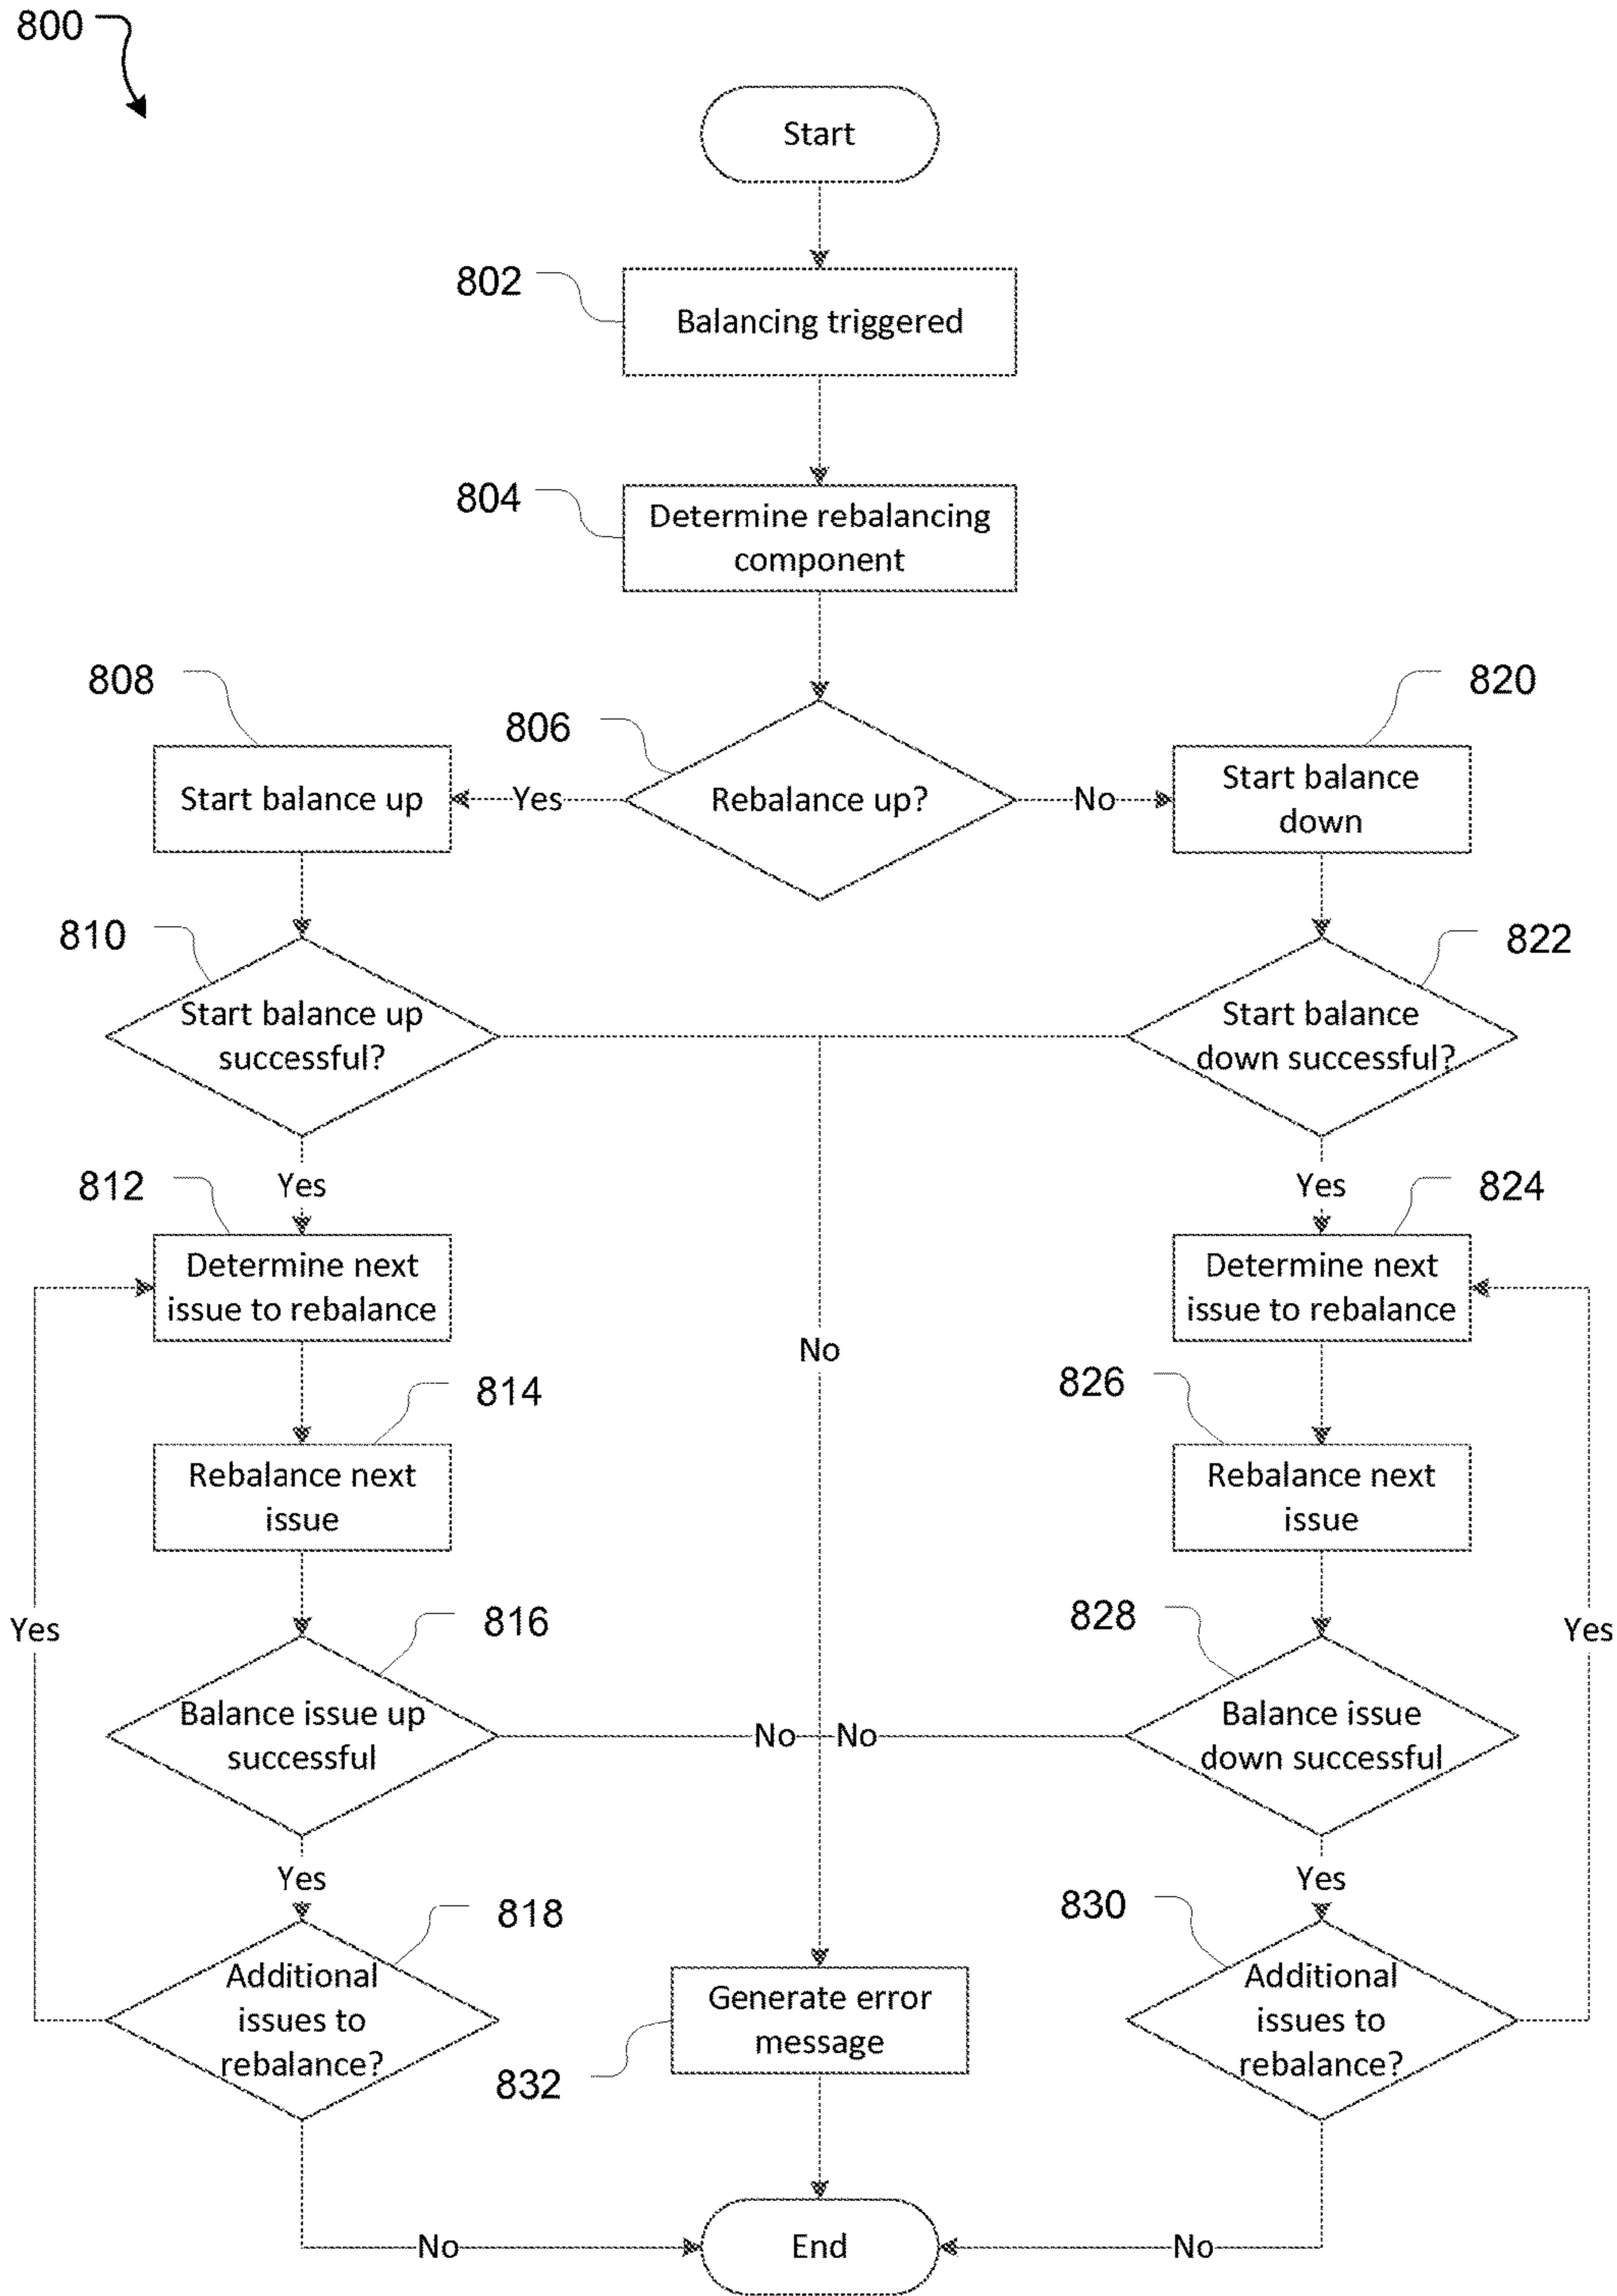 800
Start
802
Balancing triggered
804
Determine rebalancing
component
808
820
806
Start balance up
Yes
Rebalance up?
No
Start balance
down
810
822
Start balance up
successful?
Start balance
down successful?
Yes
Yes
812
824
Determine next
issue to rebalance
Determine next
issue to rebalance
No
814
826
Rebalance next
issue
Rebalance next
issue
816
828
Yes
Yes
Balance issue up
successful
No
No
Balance issue
down successful
Yes
Yes
818
830
Additional
issues to
rebalance?
Generate error
message
Additional
issues to
rebalance?
832
No
End
No